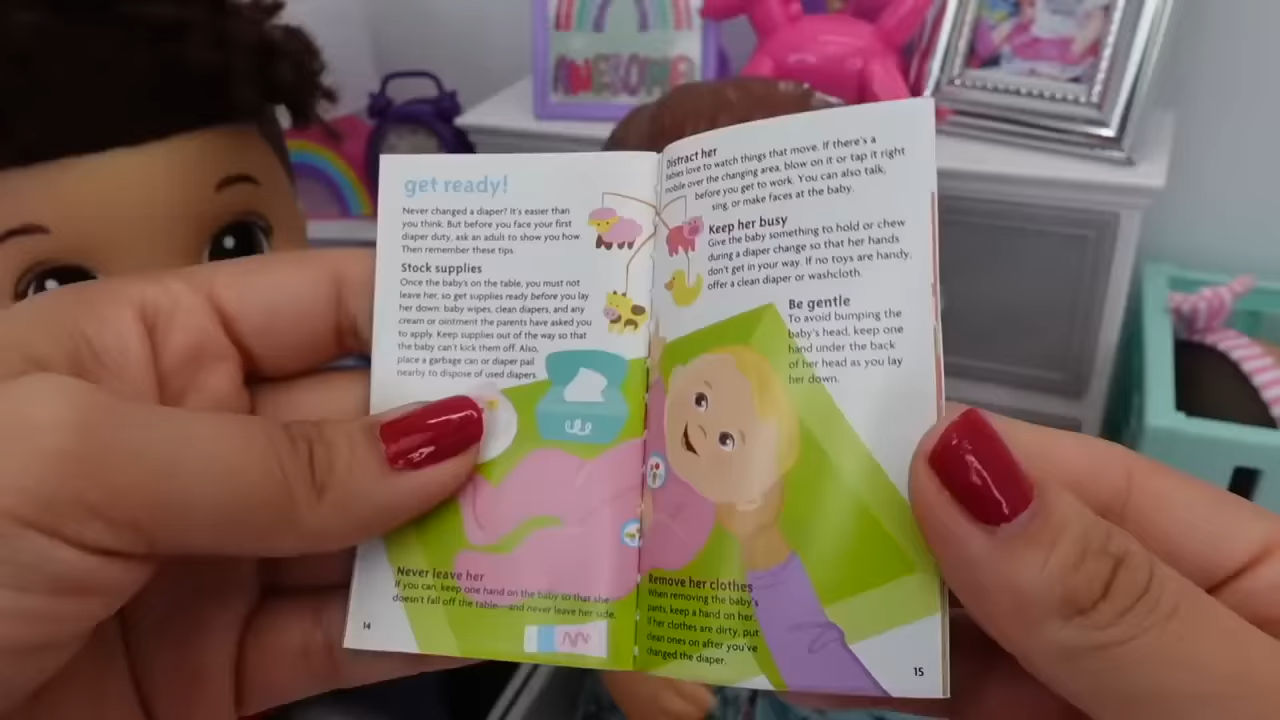 AWESOME
get ready!
Never changed a diaper? It's easier than
you think. But before you face your first
diaper duty, ask an adult to show you how.
Then remember these tips.
Stock supplies
Once the baby's on the table, you must not
leave her, so get supplies ready before you lay
her down: baby wipes, clean diapers, and any
cream or ointment the parents have asked you
to apply. Keep supplies out of the way so that
the baby can't kick them off. Also,
place a garbage can or diaper pail
nearby to dispose of used diapers.
Never leave her
If you can, keep one hand on the baby so that she
doesn't fall off the table—and never leave her side.
14
Distract her
Babies love to watch things that move. If there's a
mobile over the changing area, blow on it or tap it right
before you get to work. You can also talk,
sing, or make faces at the baby.
Keep her busy
Give the baby something to hold or chew
during a diaper change so that her hands
don't get in your way. If no toys are handy,
offer a clean diaper or washcloth.
Be gentle
To avoid bumping the
baby's head, keep one
hand under the back
of her head as you lay
her down.
Remove her clothes
When removing the baby's
pants, keep a hand on her.
If her clothes are dirty, put
clean ones on after you've
changed the diaper.
15